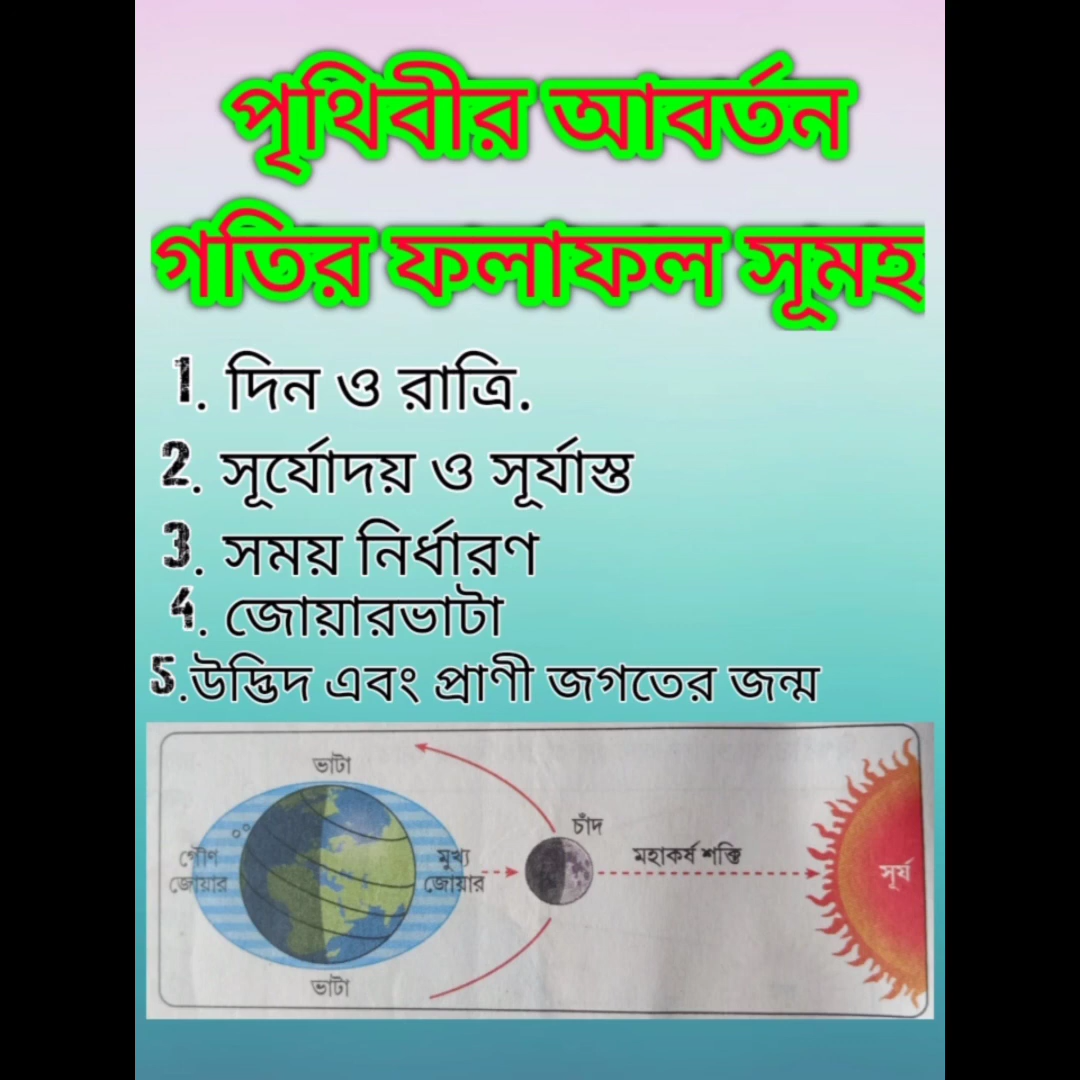 পৃথিবীর আবর্তন
গতির ফলাফল সূমহ
1. দিন ও রাত্রি.
2. সূর্যোদয় ও সূর্যাস্ত
3. সময় নির্ধারণ
4. জোয়ারভাটা
5.উদ্ভিদ এবং প্রাণী জগতের জন্ম
ভাটা
চাঁদ
০°
গৌণ
জোয়ার
মুখ্য
জোয়ার
মহাকর্ষ শক্তি
সূর্য
ভাটা